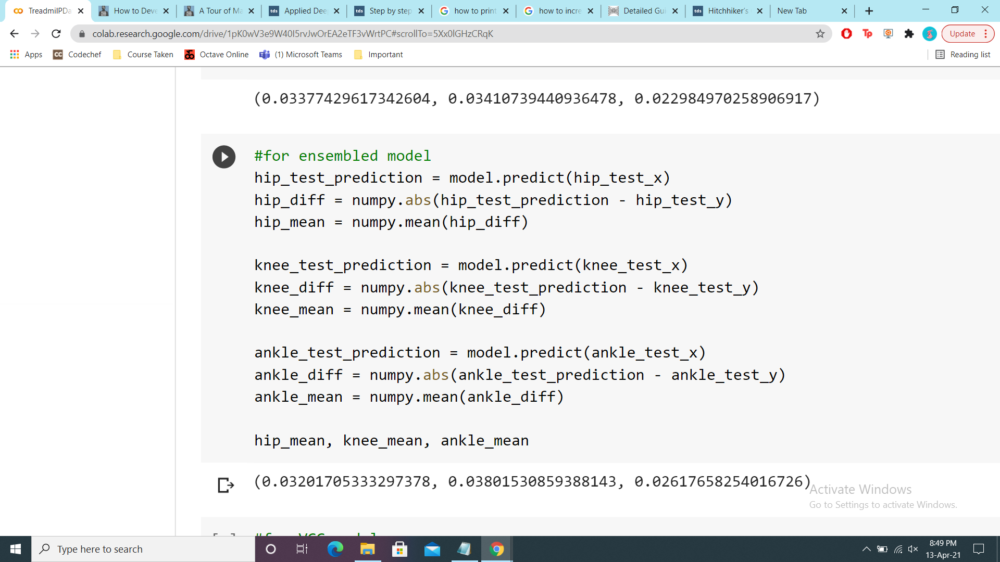 TreadmilPDa
How to Deve
A Tour of Ma
tds Applied Dee
tds Step by step
how to print
how to incre
Detailed Gui
tds Hitchhiker's
New Tab
colab.research.google.com/drive/1pK0wV3e9W40I5rvJwOrEA2eTF3vWrtPC#scrollTo=5Xx0lGHzCRqK
Tp
Update
Apps
CC Codechef
Course Taken
Octave Online
(1) Microsoft Teams
Important
Reading list
(0.03377429617342604, 0.03410739440936478, 0.022984970258906917)
#for ensembled model
hip_test_prediction = model.predict(hip_test_x)
hip_diff = numpy.abs(hip_test_prediction - hip_test_y)
hip_mean = numpy.mean(hip_diff)
knee_test_prediction = model.predict(knee_test_x)
knee_diff = numpy.abs(knee_test_prediction - knee_test_y)
knee_mean = numpy.mean(knee_diff)
ankle_test_prediction = model.predict(ankle_test_x)
ankle_diff = numpy.abs(ankle_test_prediction - ankle_test_y)
ankle_mean = numpy.mean(ankle_diff)
hip_mean, knee_mean, ankle_mean
(0.03201705333297378, 0.03801530859388143, 0.02617658254016726)
Activate Windows
Go to Settings to activate Windows.
Type here to search
8:49 PM
13-Apr-21